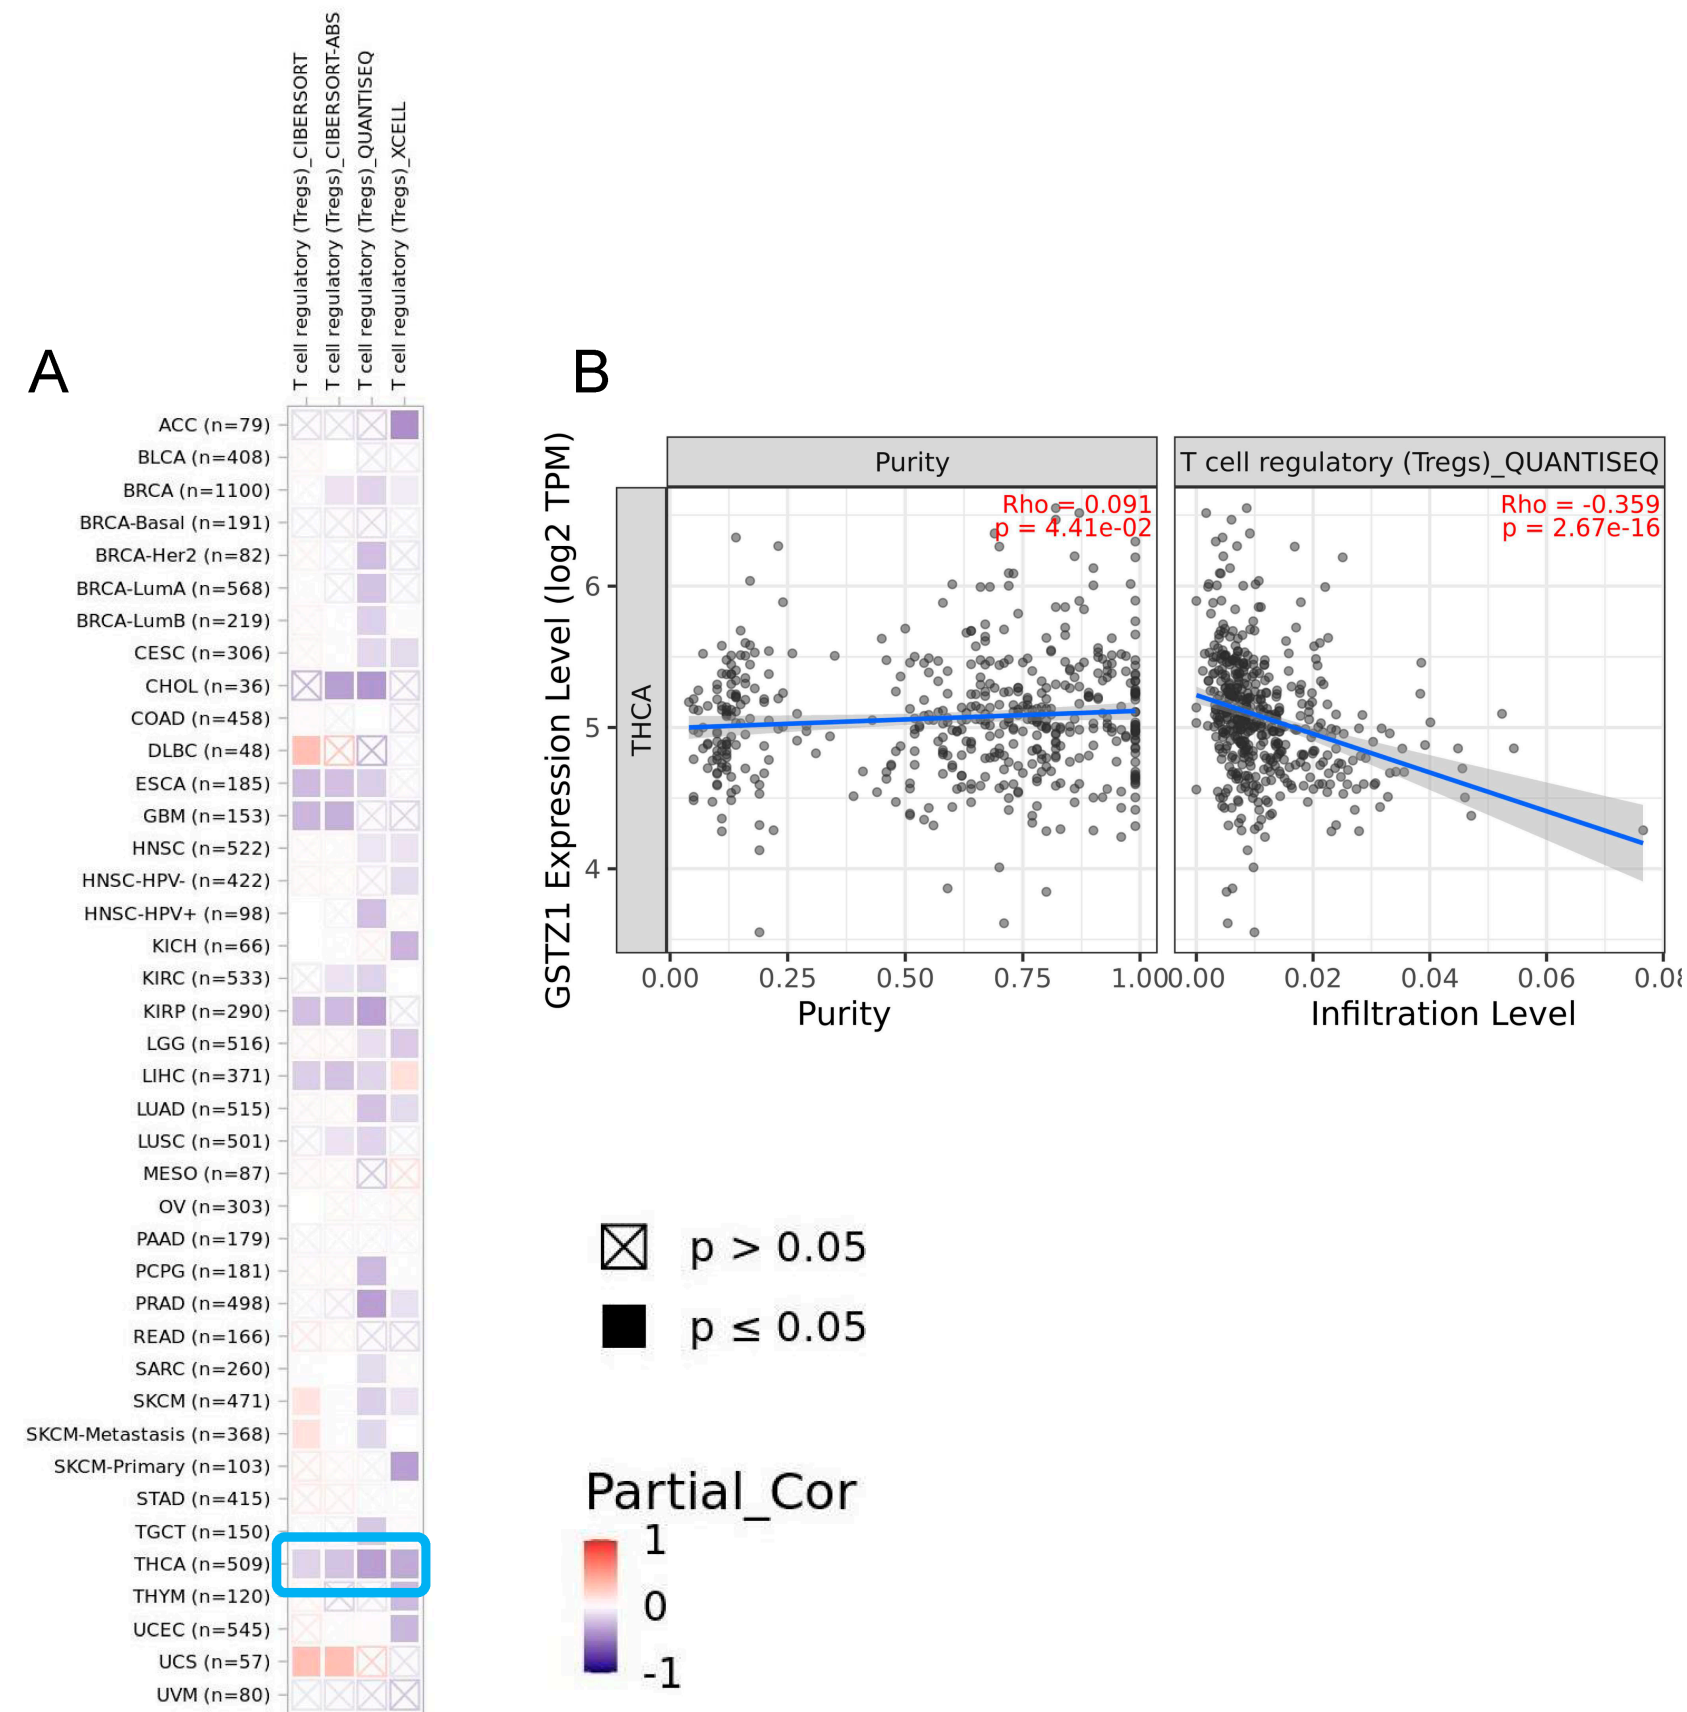 T cell regulatory (Tregs)_CIBERSORT
T cell regulatory (Tregs)_CIBERSORT-ABS
T cell regulatory (Tregs)_QUANTISEQ
T cell regulatory (Tregs)_XCELL
A
ACC (n=79)
BLCA (n=408)
BRCA (n=1100)
BRCA-Basal (n=191)
BRCA-Her2 (n=82)
BRCA-LumA (n=568)
BRCA-LumB (n=219)
CESC (n=306)
CHOL (n=36)
COAD (n=458)
DLBC (n=48)
ESCA (n=185)
GBM (n=153)
HNSC (n=522)
HNSC-HPV- (n=422)
HNSC-HPV+ (n=98)
KICH (n=66)
KIRC (n=533)
KIRP (n=290)
LGG (n=516)
LIHC (n=371)
LUAD (n=515)
LUSC (n=501)
MESO (n=87)
OV (n=303)
PAAD (n=179)
PCPG (n=181)
PRAD (n=498)
READ (n=166)
SARC (n=260)
SKCM (n=471)
SKCM-Metastasis (n=368)
SKCM-Primary (n=103)
STAD (n=415)
TGCT (n=150)
THCA (n=509)
THYM (n=120)
UCEC (n=545)
UCS (n=57)
UVM (n=80)
B
GSTZ1 Expression Level (log2 TPM)
THCA
Purity
T cell regulatory (Tregs)_QUANTISEQ
Rho = 0.091
p = 4.41e-02
Rho = -0.359
p = 2.67e-16
6
5
4
0.00 0.25 0.50 0.75 1.00
0.00 0.02 0.04 0.06 0.08
Purity
Infiltration Level
p > 0.05
p ≤ 0.05
Partial_Cor
1
0
-1